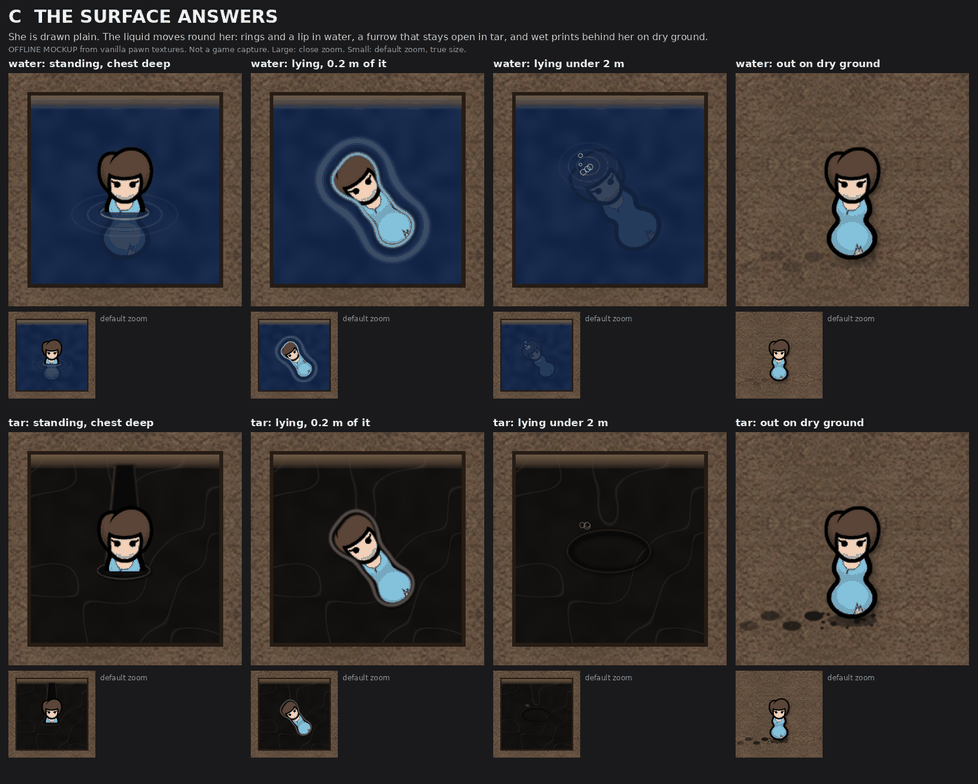 C THE SURFACE ANSWERS
She is drawn plain. The liquid moves round her: rings and a lip in water, a furrow that stays open in tar, and wet prints behind her on dry ground.
OFFLINE MOCKUP from vanilla pawn textures. Not a game capture. Large: close zoom. Small: default zoom, true size.
water: standing, chest deep
water: lying, 0.2 m of it
water: lying under 2 m
water: out on dry ground
default zoom
default zoom
default zoom
default zoom
tar: standing, chest deep
tar: lying, 0.2 m of it
tar: lying under 2 m
tar: out on dry ground
default zoom
default zoom
default zoom
default zoom